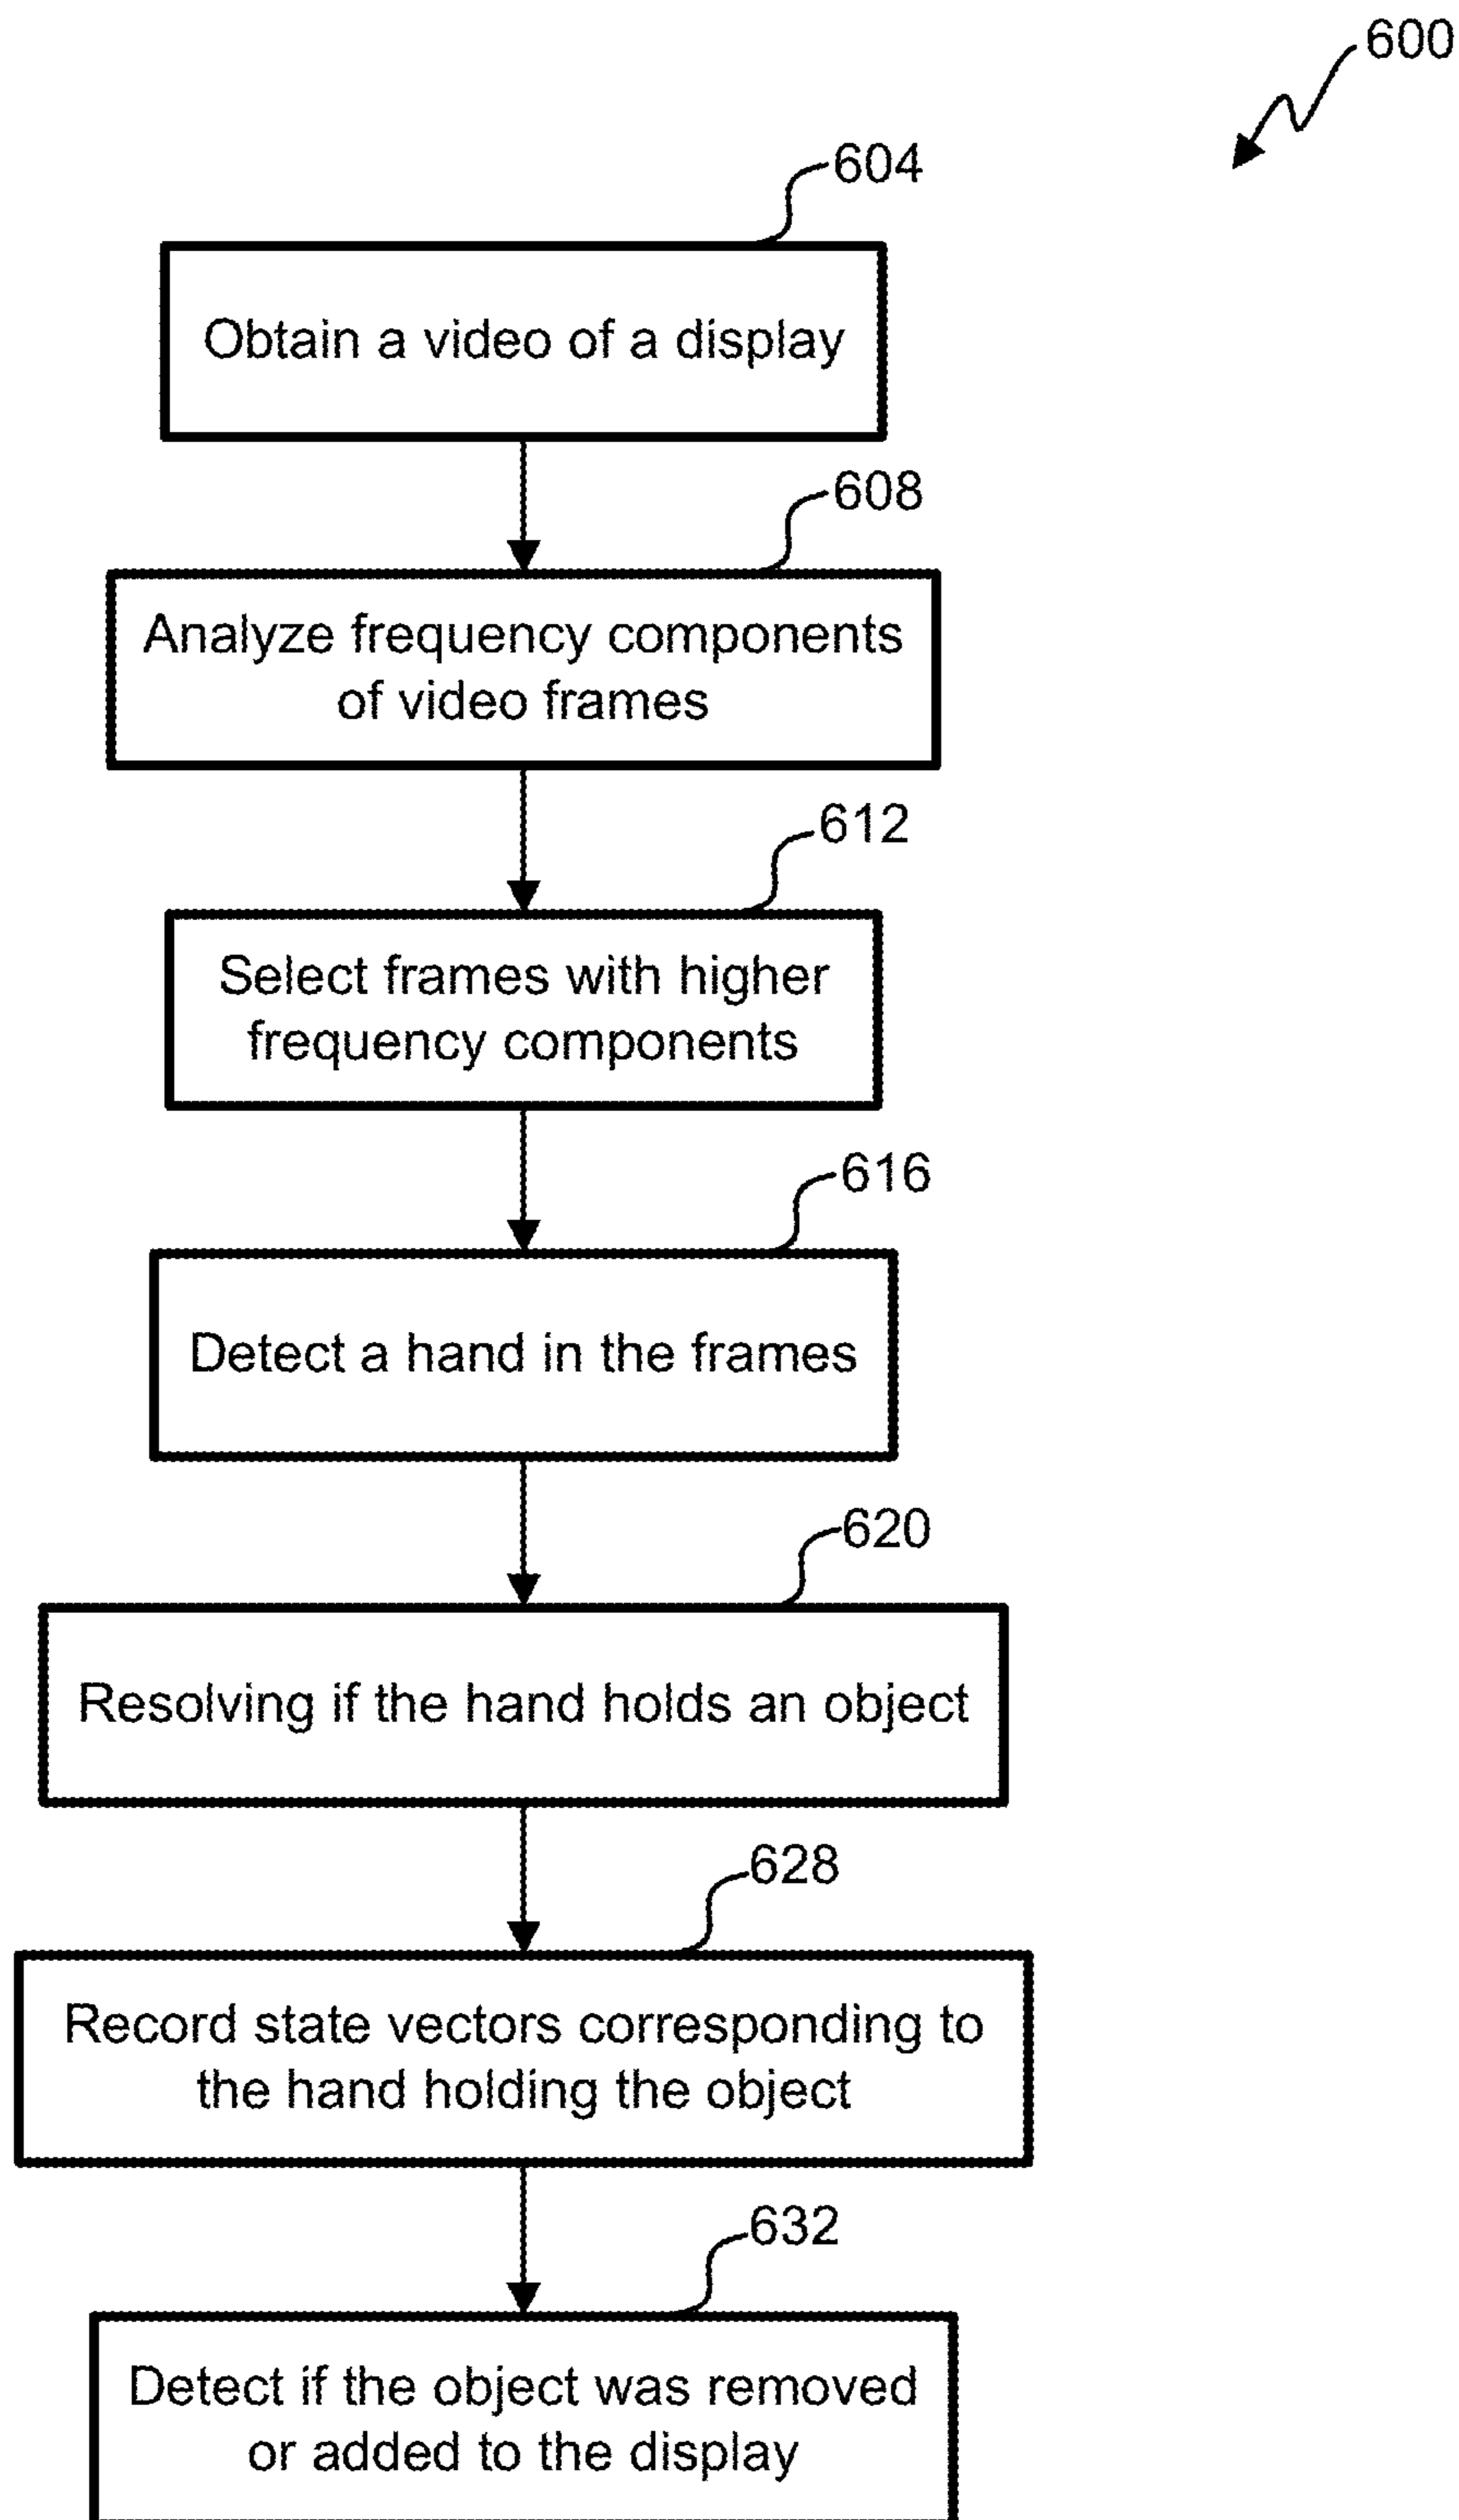 600
604
Obtain a video of a display
608
Analyze frequency components
of video frames
612
Select frames with higher
frequency components
616
Detect a hand in the frames
620
Resolving if the hand holds an object
628
Record state vectors corresponding to
the hand holding the object
632
Detect if the object was removed
or added to the display